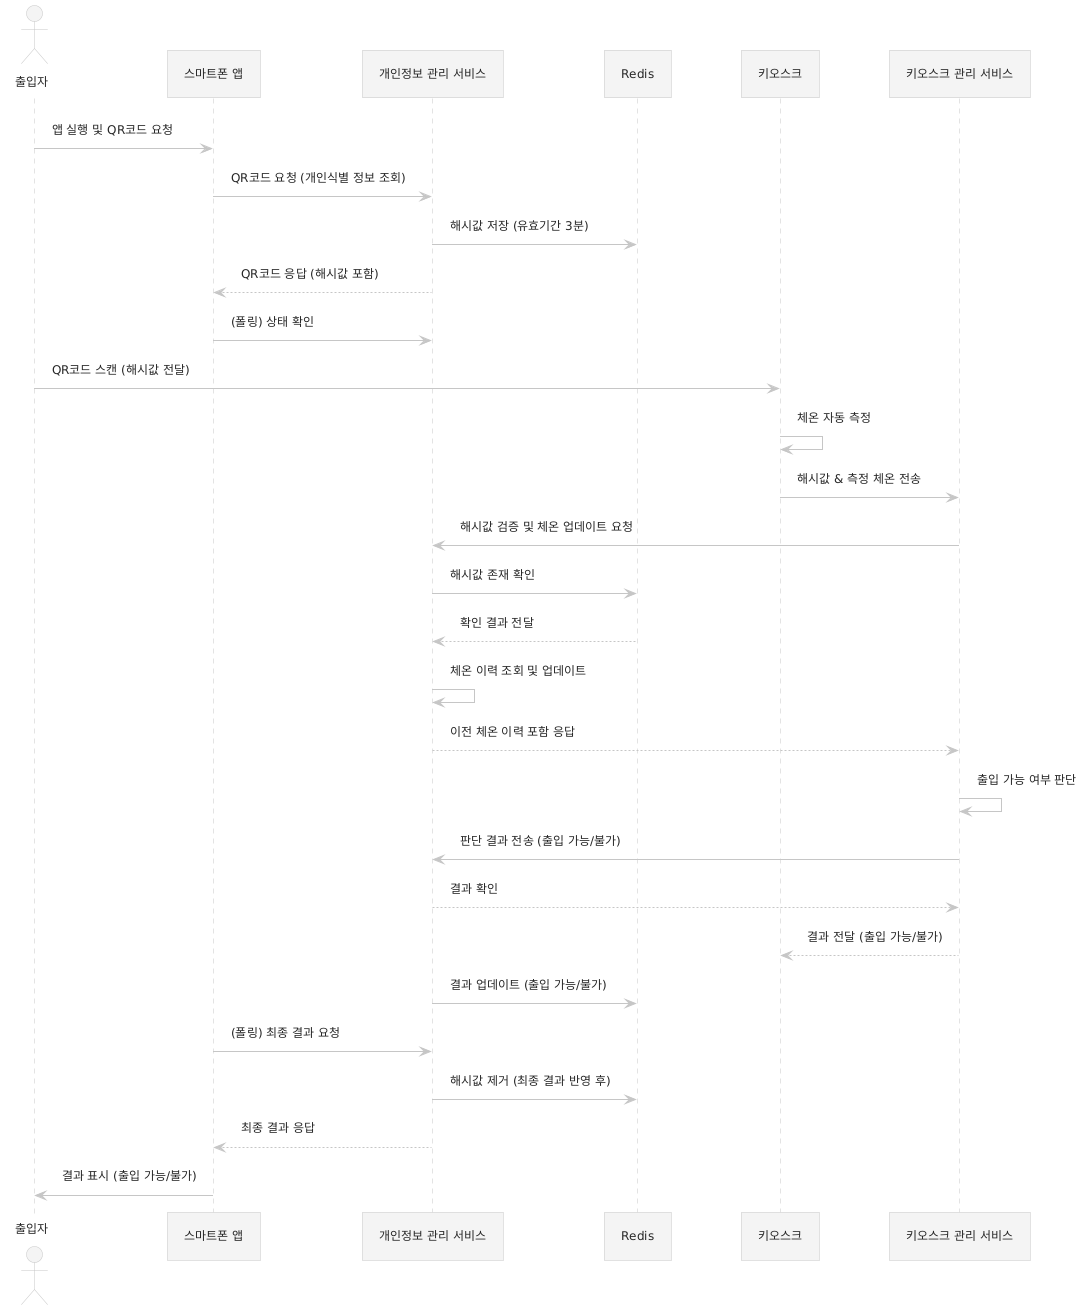 출입자
스마트폰 앱
개인정보 관리 서비스
Redis
키오스크
키오스크 관리 서비스
앱 실행 및 QR코드 요청
QR코드 요청 (개인식별 정보 조회)
해시값 저장 (유효기간 3분)
QR코드 응답 (해시값 포함)
(폴링) 상태 확인
QR코드 스캔 (해시값 전달)
체온 자동 측정
해시값 & 측정 체온 전송
해시값 검증 및 체온 업데이트 요청
해시값 존재 확인
확인 결과 전달
체온 이력 조회 및 업데이트
이전 체온 이력 포함 응답
출입 가능 여부 판단
판단 결과 전송 (출입 가능/불가)
결과 확인
결과 전달 (출입 가능/불가)
결과 업데이트 (출입 가능/불가)
(폴링) 최종 결과 요청
해시값 제거 (최종 결과 반영 후)
최종 결과 응답
결과 표시 (출입 가능/불가)
출입자
스마트폰 앱
개인정보 관리 서비스
Redis
키오스크
키오스크 관리 서비스